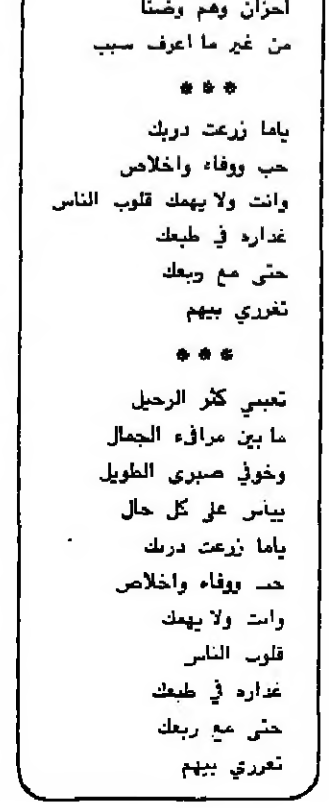 احزان وهم وضنا
من غير ما اعرف سبب
***
ياما زرعت دربك
حب ووفاء واخلاص
وانت ولا يهمك قلوب الناس
غداره في طبعك
حتى مع ربعك
تغرري بيهم
***
تعبني كثر الرحيل
ما بين مرافىء الجمال
وخوفي صبري الطويل
يياس على كل حال
ياما زرعت دربك
حب ووفاء واخلاص
وانت ولا يهمك
قلوب الناس
غداره في طبعك
حتى مع ربعك
تغرري بيهم